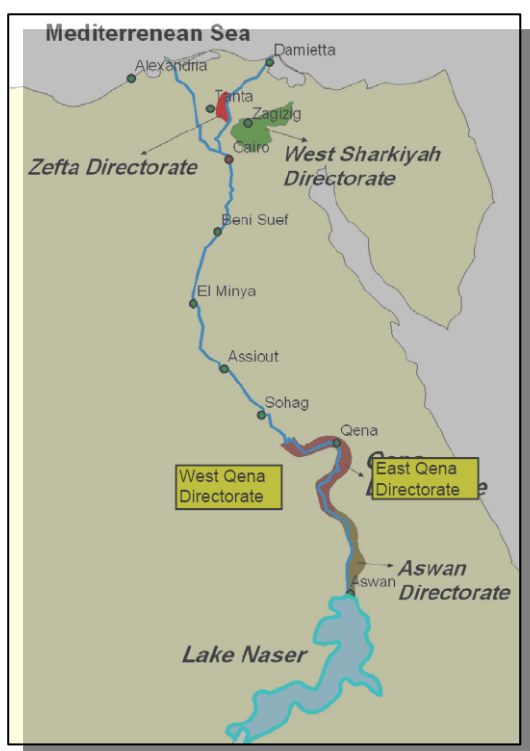 Mediterrenean Sea
Damietta
Alexandria
Tanta
Zagizig
Cairo
Zefta Directorate
West Sharkiyah
Directorate
Beni Suef
El Minya
Assiout
Sohag
Qena
West Qena
Directorate
East Qena
Directorate
Aswan
Directorate
Aswan
Lake Naser